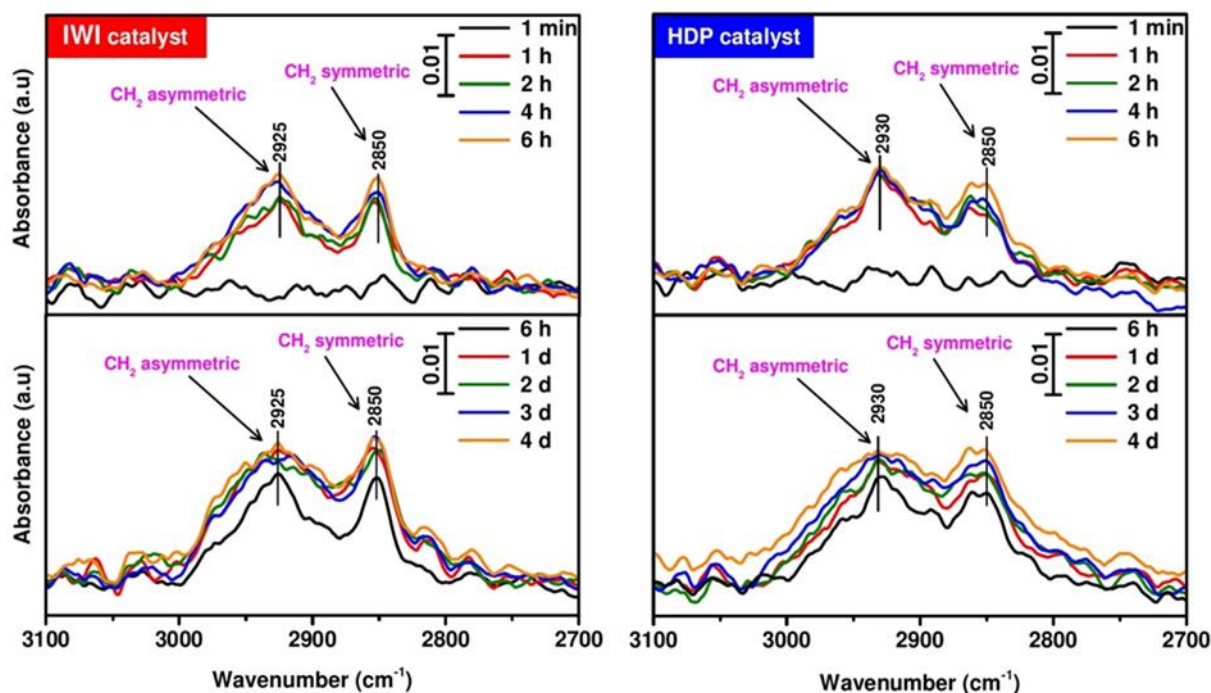 IWI catalyst
1 min
1 h
2 h
4 h
6 h
0.01
CH₂ asymmetric
CH₂ symmetric
2925
2850
Absorbance (a.u)
HDP catalyst
1 min
1 h
2 h
4 h
6 h
0.01
CH₂ asymmetric
CH₂ symmetric
2930
2850
Absorbance (a.u)
6 h
1 d
2 d
3 d
4 d
0.01
CH₂ asymmetric
CH₂ symmetric
2925
2850
Absorbance (a.u)
3100 3000 2900 2800 2700
Wavenumber (cm⁻¹)
6 h
1 d
2 d
3 d
4 d
0.01
CH₂ asymmetric
CH₂ symmetric
2930
2850
Absorbance (a.u)
3100 3000 2900 2800 2700
Wavenumber (cm⁻¹)